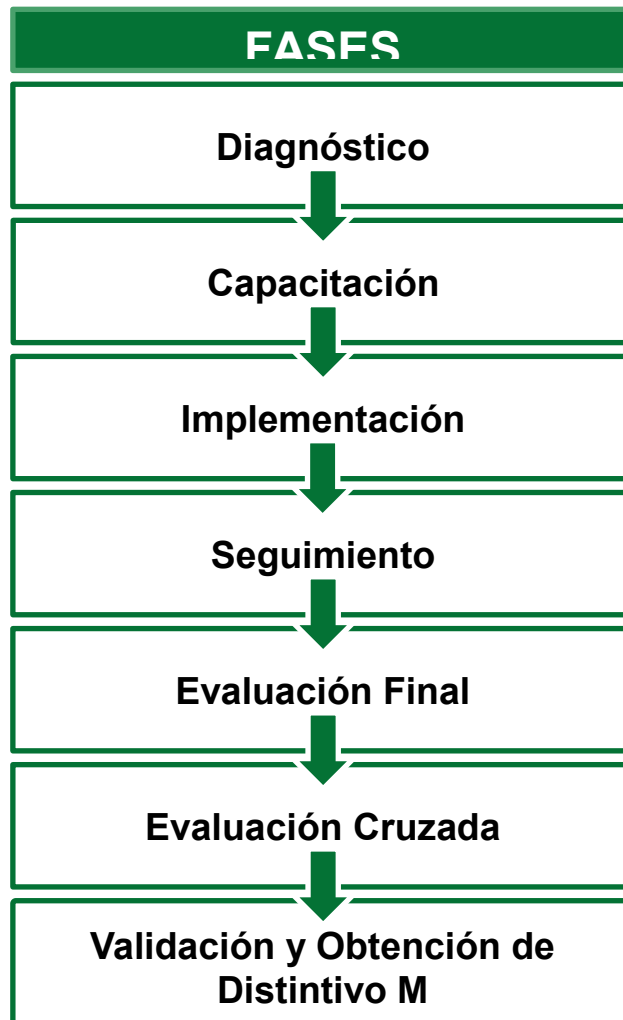 FASES
Diagnóstico
Capacitación
Implementación
Seguimiento
Evaluación Final
Evaluación Cruzada
Validación y Obtención de
Distintivo M